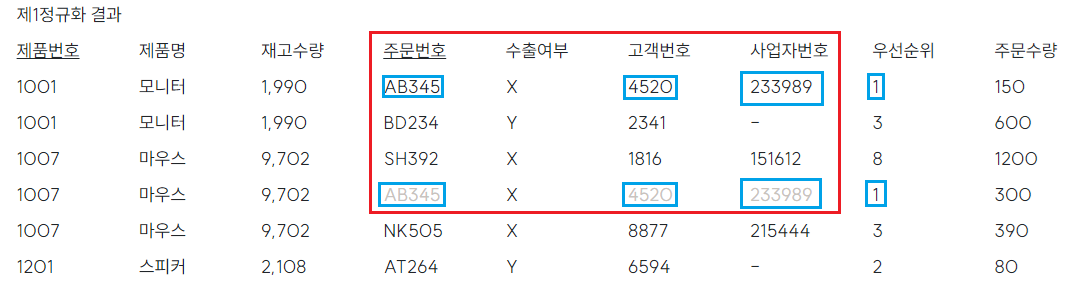 제1정규화 결과
제품번호 제품명 재고수량 주문번호 수출여부 고객번호 사업자번호 우선순위 주문수량
1001 모니터 1,990 AB345 X 4520 233989 1 150
1001 모니터 1,990 BD234 Y 2341 – 3 600
1007 마우스 9,702 SH392 X 1816 151612 8 1200
1007 마우스 9,702 AB345 X 4520 233989 1 300
1007 마우스 9,702 NK505 X 8877 215444 3 390
1201 스피커 2,108 AT264 Y 6594 – 2 80